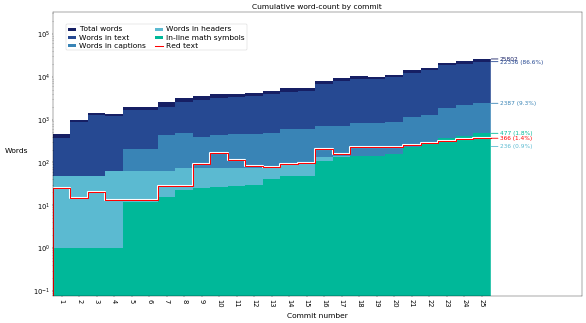 Cumulative word-count by commit
Total words
Words in text
Words in captions
Words in headers
In-line math symbols
Red text
10⁵
10⁴
10³
10²
10¹
10⁰
10⁻¹
Words
25802
22338 (86.6%)
2387 (9.3%)
477 (1.8%)
366 (1.4%)
236 (0.9%)
1 2 3 4 5 6 7 8 9 10 11 12 13 14 15 16 17 18 19 20 21 22 23 24 25
Commit number